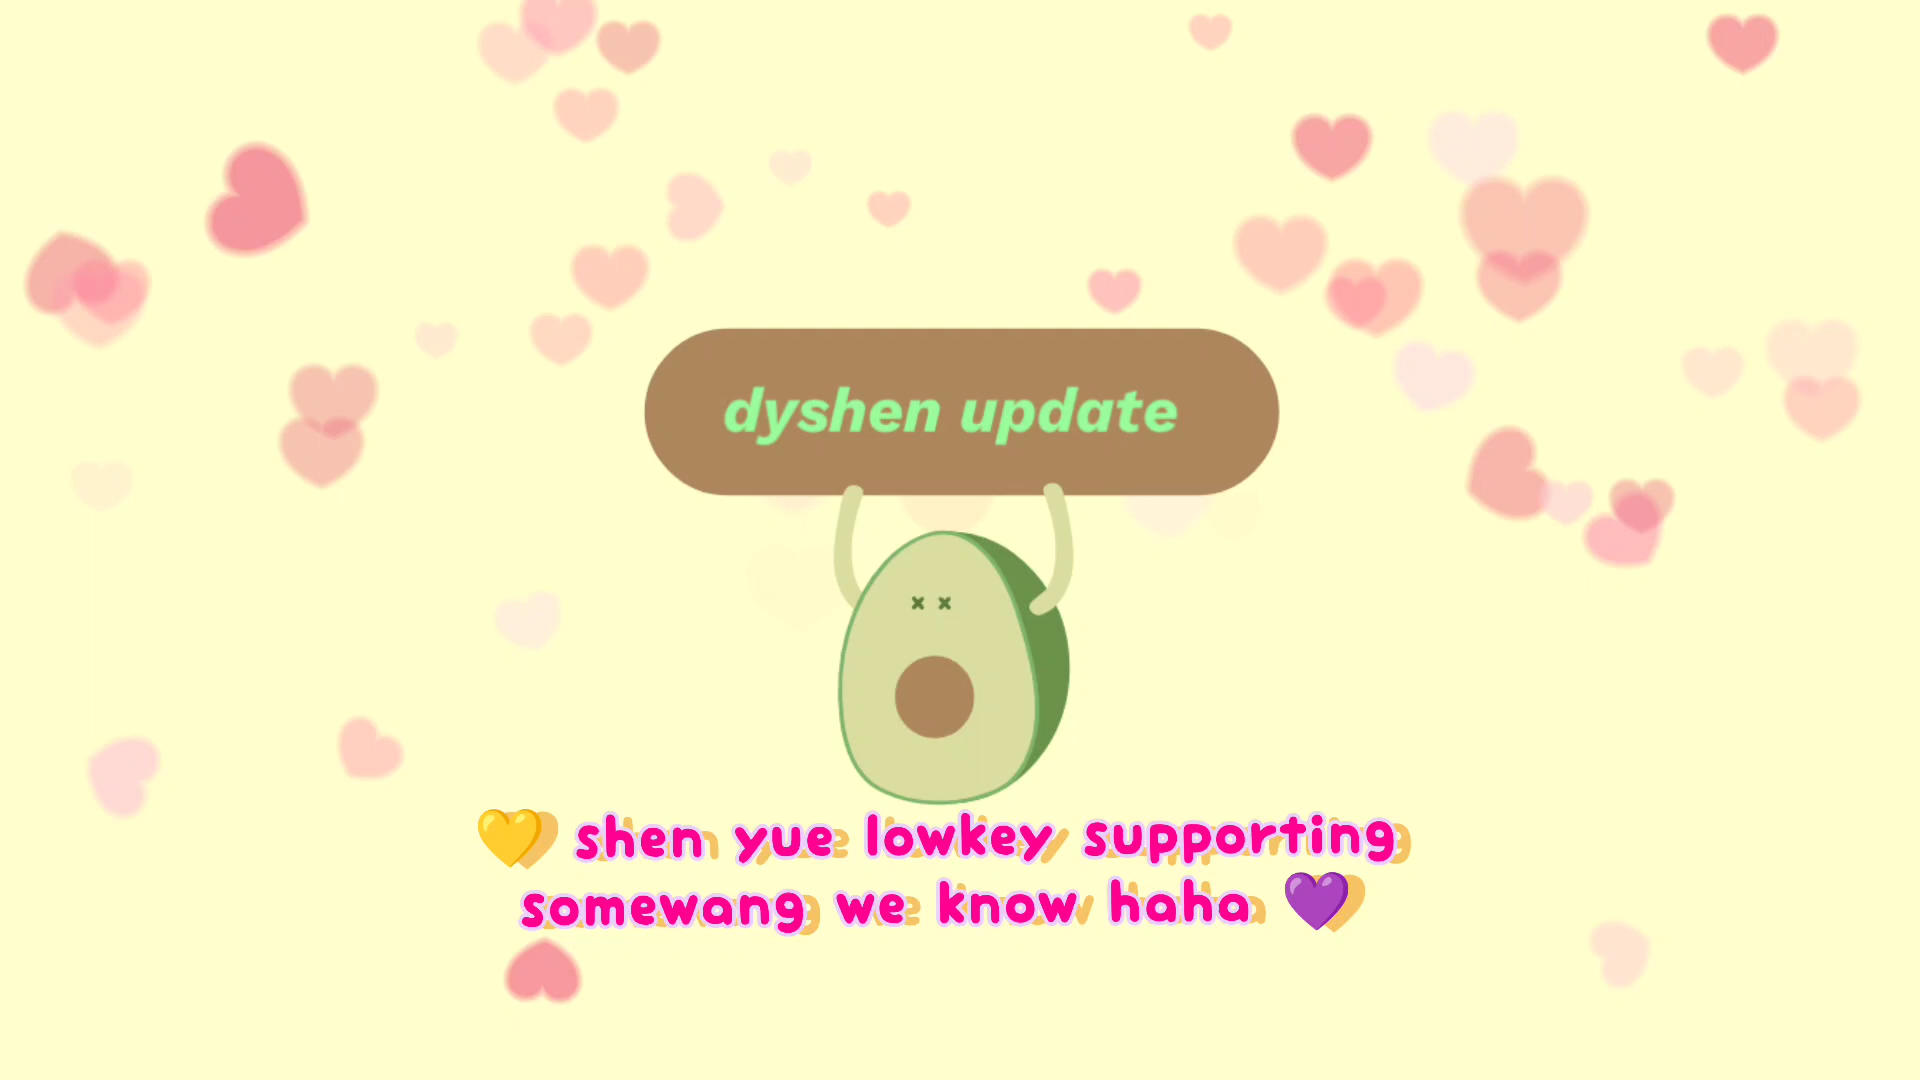 dyshen update
💛 shen yue lowkey supporting
somewang we know haha 💜